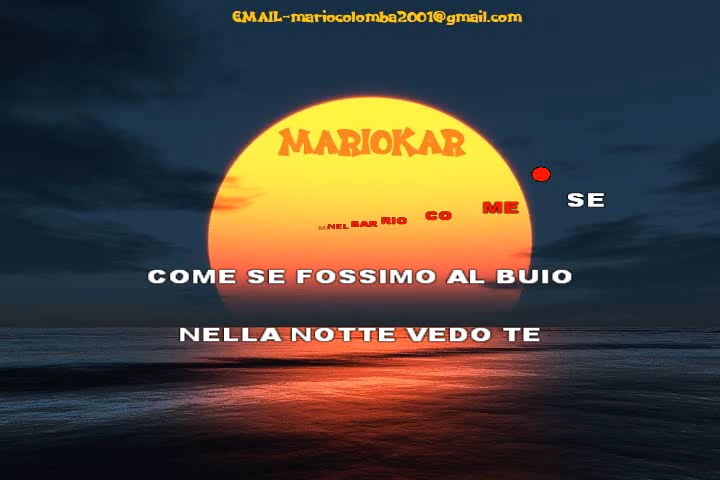 EMAIL-mariocolomba2001@gmail.com
MARIOKAR
NEL BAR RIO CO ME SE
COME SE FOSSIMO AL BUIO
NELLA NOTTE VEDO TE